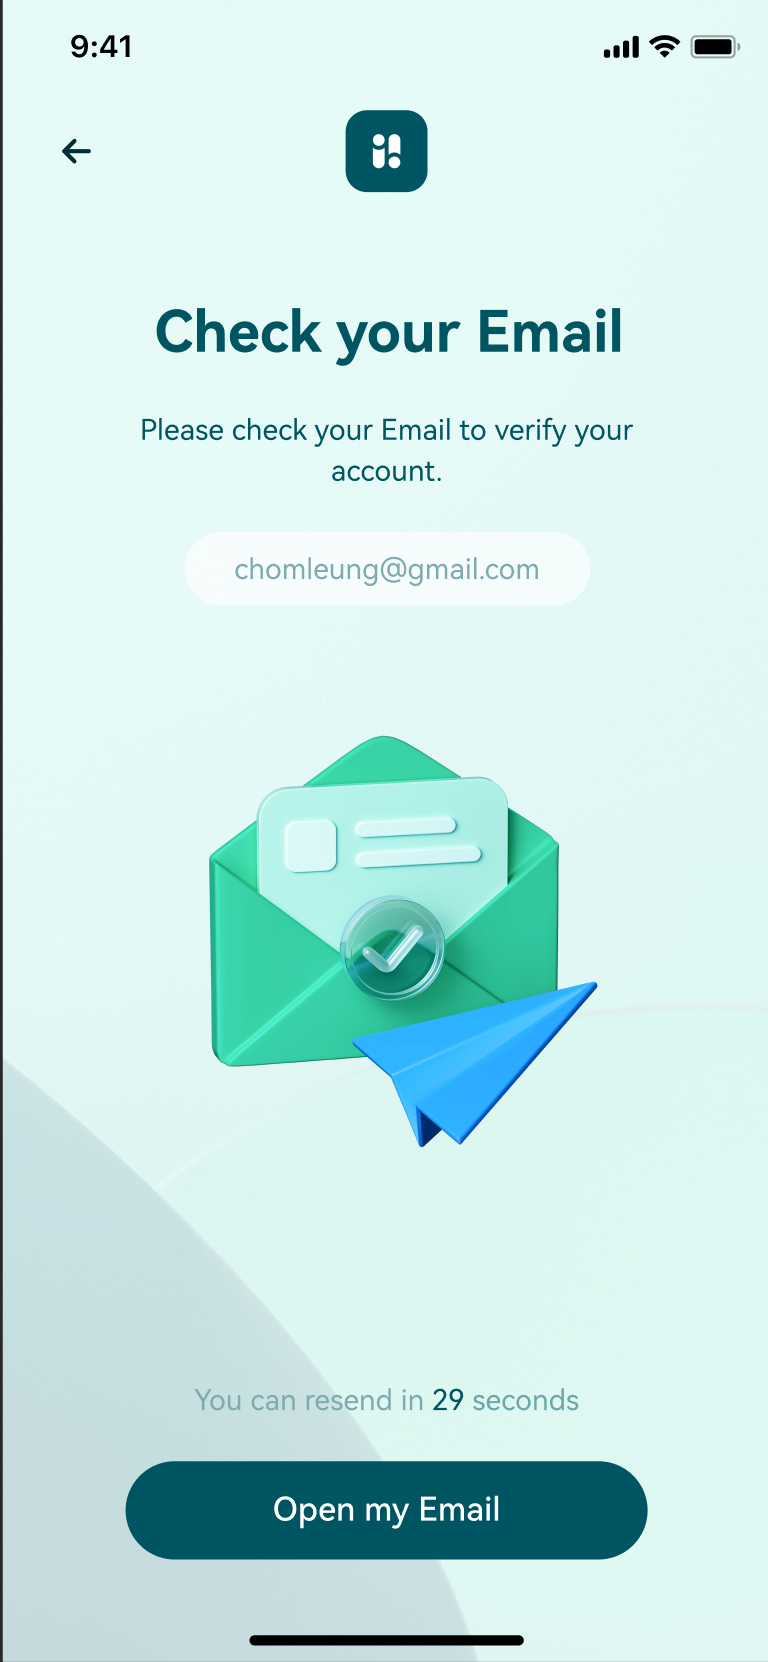 9:41
Check your Email
Please check your Email to verify your
account.
chomleung@gmail.com
You can resend in 29 seconds
Open my Email